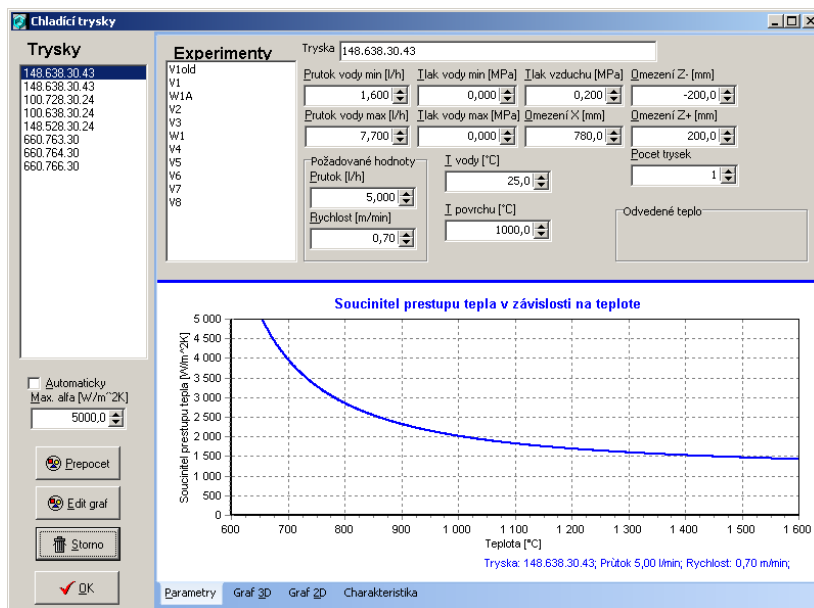 Chladící trysky
Trysky
148.638.30.43
148.638.30.43
100.728.30.24
100.638.30.24
148.528.30.24
660.763.30
660.764.30
660.766.30
Automaticky
Max. alfa [W/m^2K]
5000,0
Prepocet
Edit graf
Storno
OK
Experimenty
V1old
V1
W1A
V2
V3
W1
V4
V5
V6
V7
V8
Tryska 148.638.30.43
Prutok vody min [l/h] Tlak vody min [MPa] Tlak vzduchu [MPa] Omezení Z- [mm]
1,600 0,000 0,200 -200,0
Prutok vody max [l/h] Tlak vody max [MPa] Omezení X [mm] Omezení Z+ [mm]
7,700 0,000 780,0 200,0
Požadované hodnoty
Prutok [l/h]
5,000
Rychlost [m/min]
0,70
T vody [°C]
25,0
T povrchu [°C]
1000,0
Pocet trysek
1
Odvedené teplo
Soucinitel prestupu tepla v závislosti na teplote
Soucinitel prestupu tepla [W/m^2K]
5 000
4 500
4 000
3 500
3 000
2 500
2 000
1 500
1 000
500
0
600 700 800 900 1 000 1 100 1 200 1 300 1 400 1 500 1 600
Teplota [°C]
Tryska: 148.638.30.43; Průtok 5,00 l/min; Rychlost: 0,70 m/min;
Parametry Graf 3D Graf 2D Charakteristika